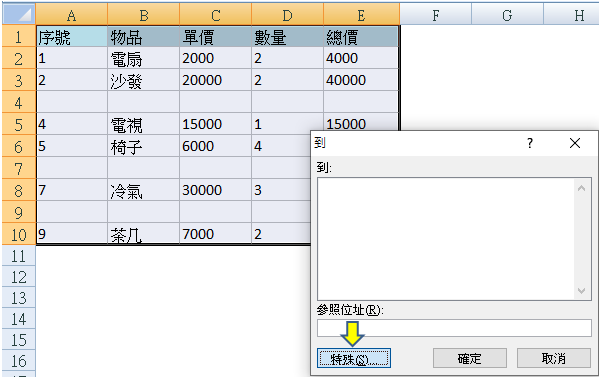 A B C D E F G H
1 序號 物品 單價 數量 總價
2 1 電扇 2000 2 4000
3 2 沙發 20000 2 40000
4
5 4 電視 15000 1 15000
6 5 椅子 6000 4
7
8 7 冷氣 30000 3
9
10 9 茶几 7000 2
11
12
13
14
15
16
到 ?
到:
參照位址(R):
特殊(S)... 確定 取消